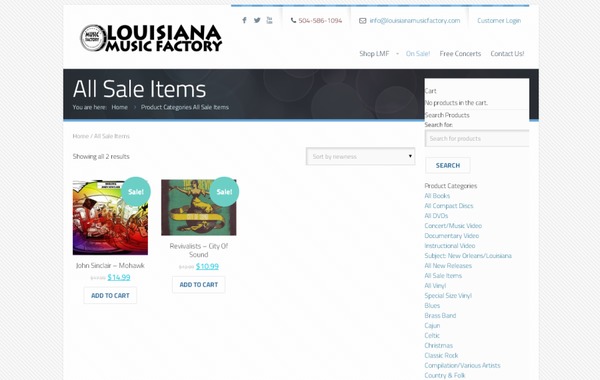 LOUISIANA
MUSIC FACTORY
MUSIC
FACTORY
504-586-1094
info@louisianamusicfactory.com
Customer Login
Shop LMF
On Sale!
Free Concerts
Contact Us!
All Sale Items
You are here: Home › Product Categories All Sale Items
Home / All Sale Items
Showing all 2 results
Sort by newness
Sale!
John Sinclair – Mohawk
$14.99
ADD TO CART
Sale!
Revivalists – City Of
Sound
$10.99
ADD TO CART
Cart
No products in the cart.
Search Products
Search for:
Search for products
SEARCH
Product Categories
All Books
All Compact Discs
All DVDs
Concert/Music Video
Documentary Video
Instructional Video
Subject: New Orleans/Louisiana
All New Releases
All Sale Items
All Vinyl
Special Size Vinyl
Blues
Brass Band
Cajun
Celtic
Christmas
Classic Rock
Compilation/Various Artists
Country & Folk